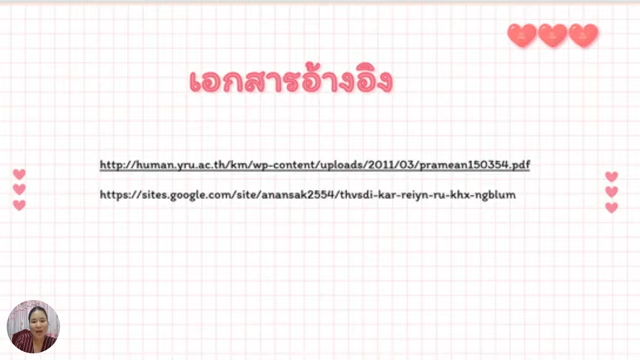 เอกสารอ้างอิง
http://human.yru.ac.th/km/wp-content/uploads/2011/03/pramean150354.pdf
https://sites.google.com/site/anansak2554/thvsdi-kar-reiyn-ru-khx-ngblum